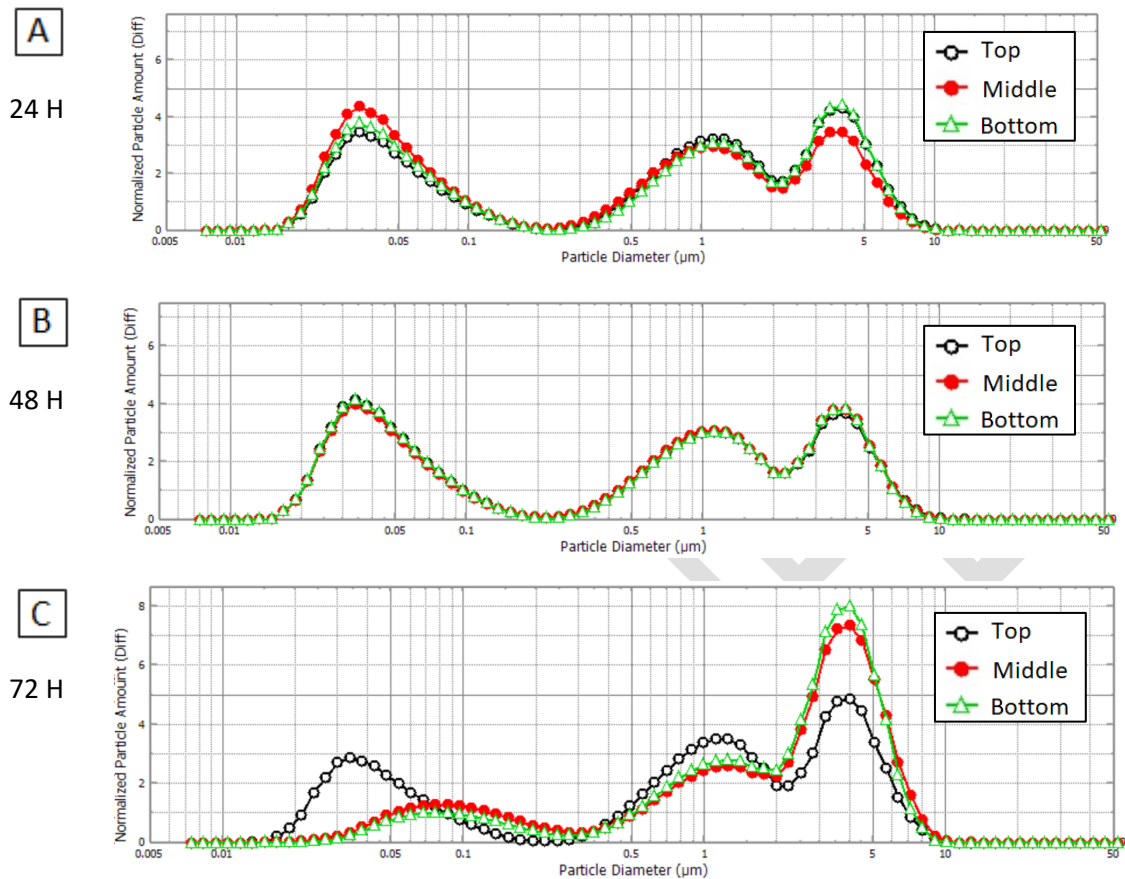 A
24 H
Normalized Particle Amount (Diff)
6
4
2
0
0.005 0.01 0.05 0.1 0.5 1 5 10 50
Particle Diameter (µm)
Top
Middle
Bottom
B
48 H
Normalized Particle Amount (Diff)
6
4
2
0
0.005 0.01 0.05 0.1 0.5 1 5 10 50
Particle Diameter (µm)
Top
Middle
Bottom
C
72 H
Normalized Particle Amount (Diff)
8
6
4
2
0
0.005 0.01 0.05 0.1 0.5 1 5 10 50
Particle Diameter (µm)
Top
Middle
Bottom